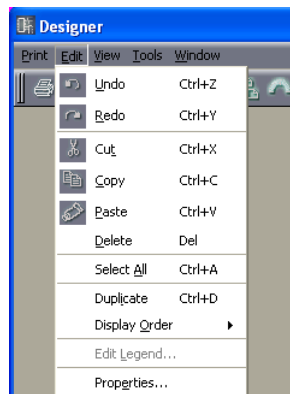 Designer
Print Edit View Tools Window
Undo Ctrl+Z
Redo Ctrl+Y
Cut Ctrl+X
Copy Ctrl+C
Paste Ctrl+V
Delete Del
Select All Ctrl+A
Duplicate Ctrl+D
Display Order
Edit Legend...
Properties...